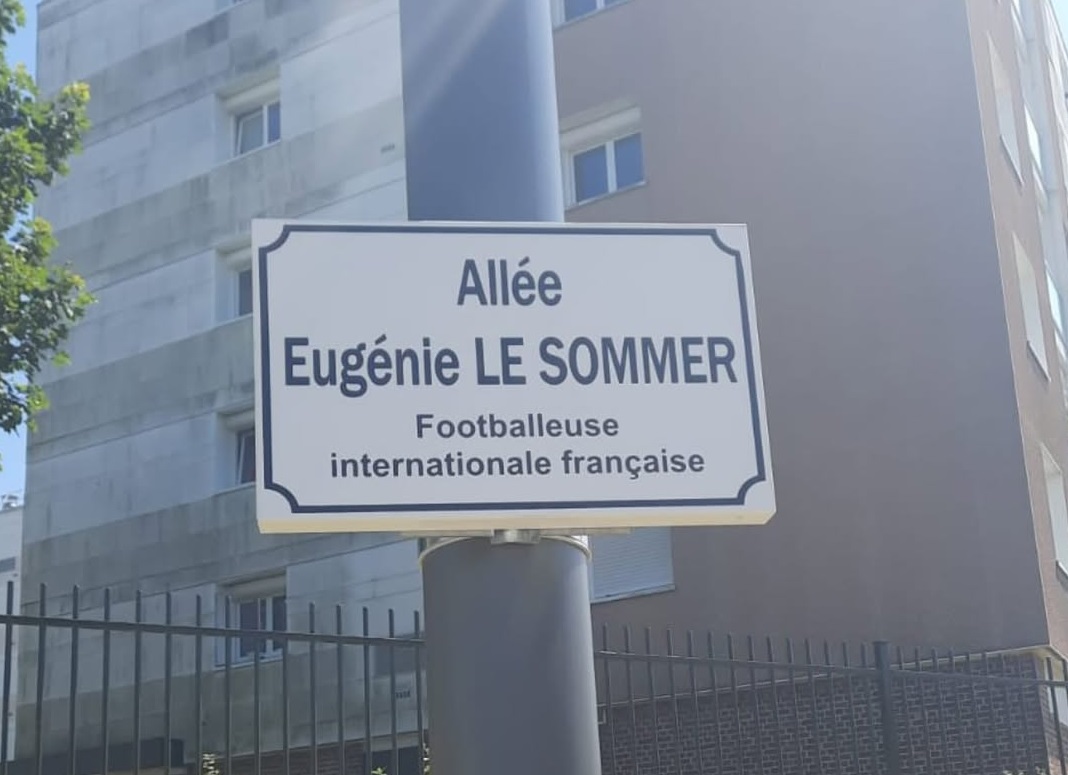 Allée
Eugénie LE SOMMER
Footballeuse
internationale française